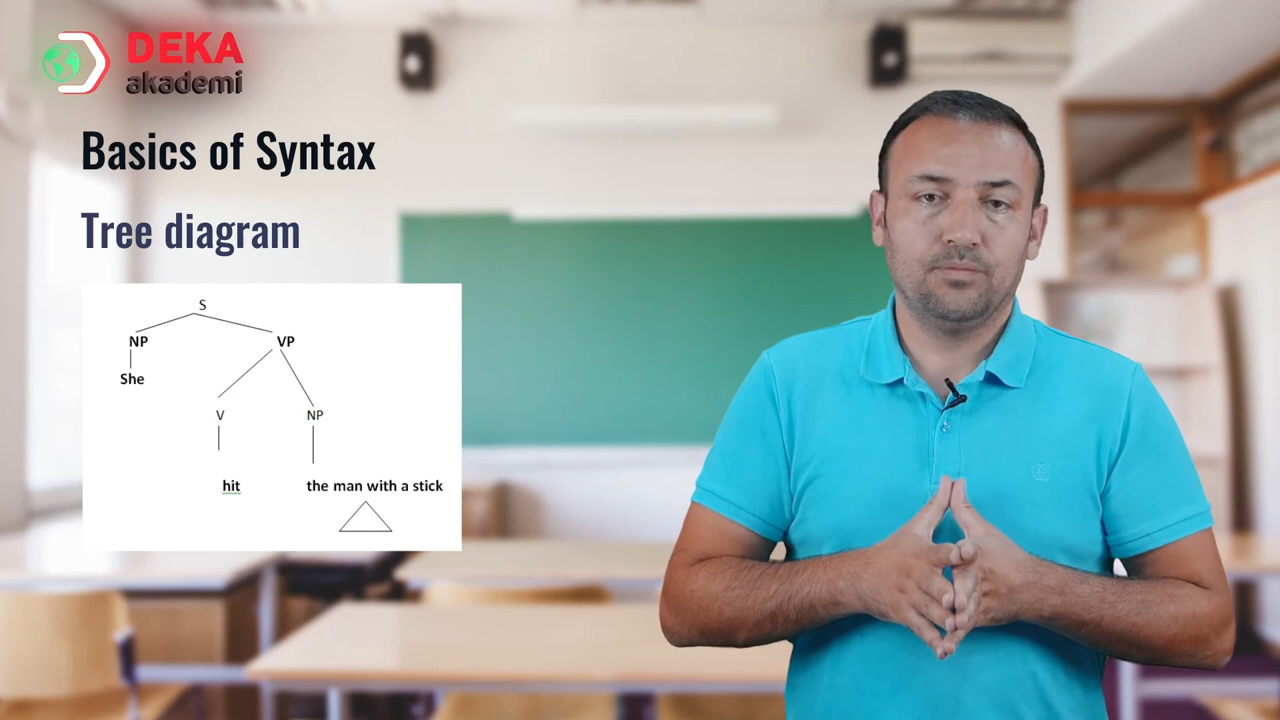 DEKA
akademi
Basics of Syntax
Tree diagram
S
NP VP
She
V NP
hit the man with a stick